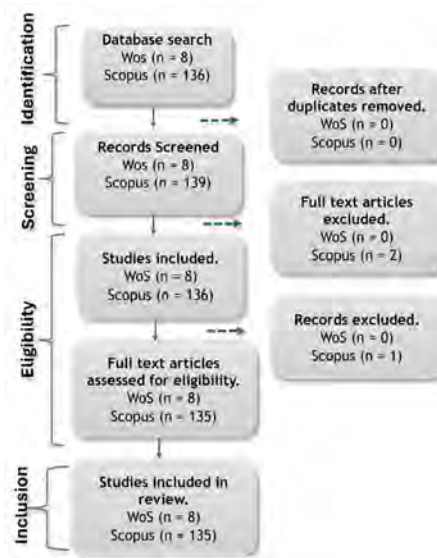 Identification
Database search
Wos (n = 8)
Scopus (n = 136)
Records after
duplicates removed.
WoS (n = 0)
Scopus (n = 0)
Screening
Records Screened
Wos (n = 8)
Scopus (n = 139)
Full text articles
excluded.
WoS (n = 0)
Scopus (n = 2)
Eligibility
Studies included.
WoS (n = 8)
Scopus (n = 136)
Records excluded.
WoS (n = 0)
Scopus (n = 1)
Full text articles
assessed for eligibility.
WoS (n = 8)
Scopus (n = 135)
Inclusion
Studies included in
review.
WoS (n = 8)
Scopus (n = 135)